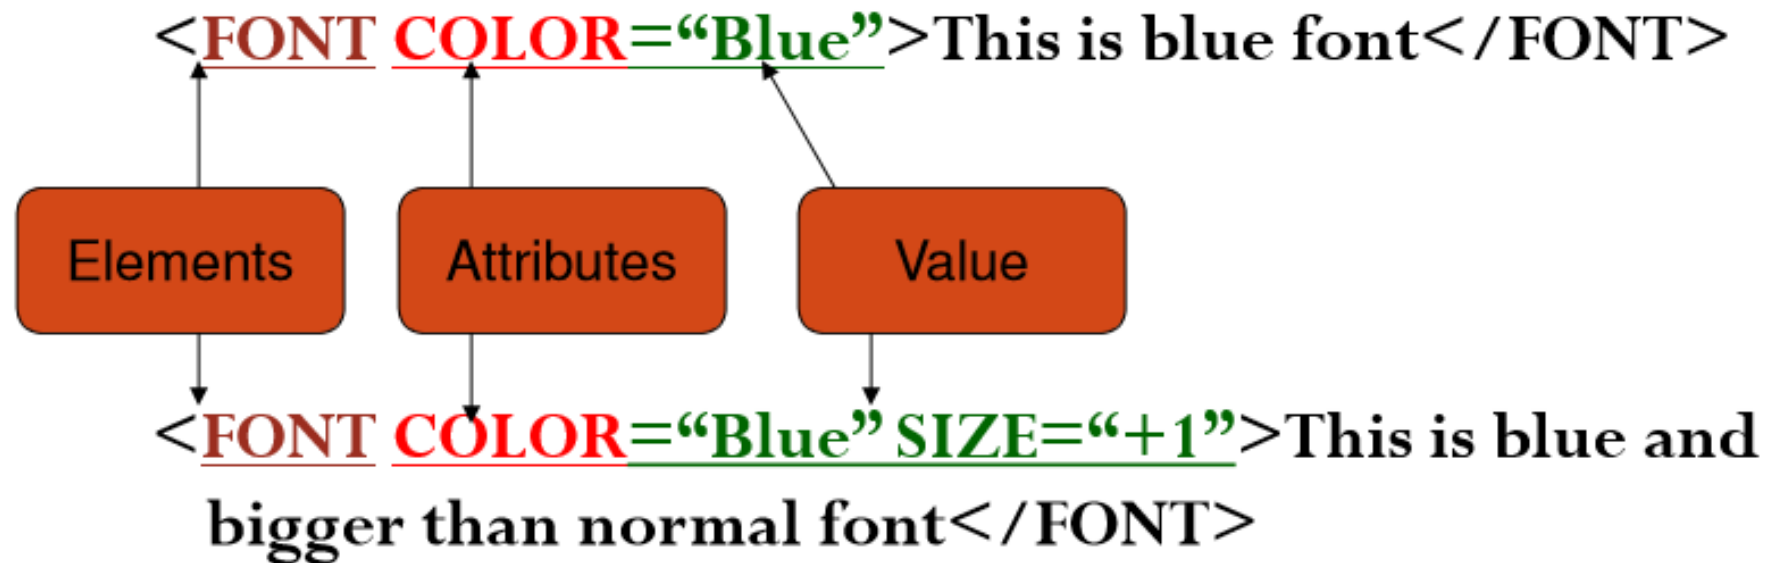 <FONT COLOR=“Blue”>This is blue font</FONT>
Elements
Attributes
Value
<FONT COLOR=“Blue” SIZE=“+1”>This is blue and
bigger than normal font</FONT>